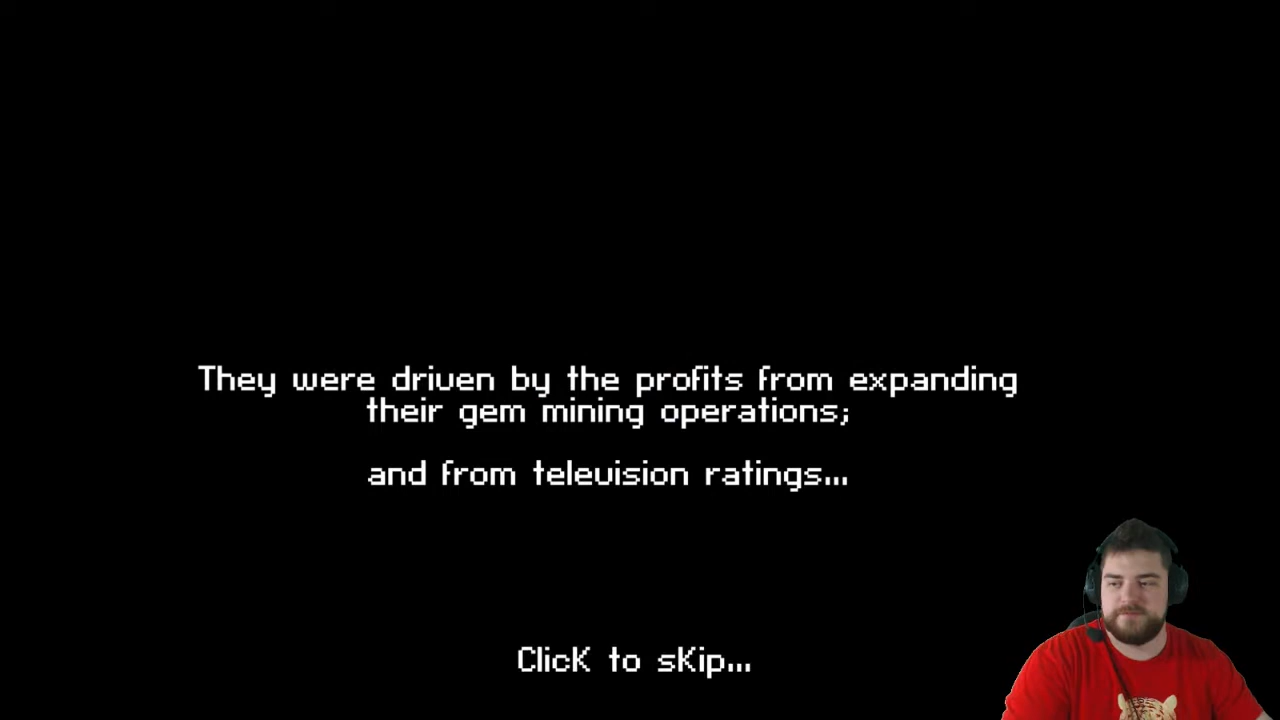 They were driven by the profits from expanding
their gem mining operations;
and from television ratings...
Click to skip...